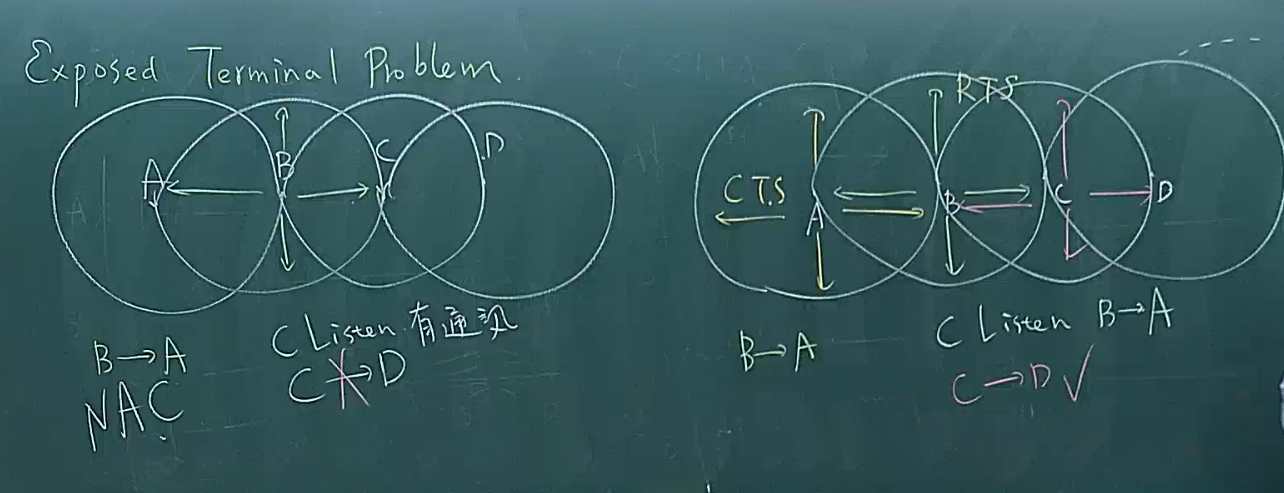 Exposed Terminal Problem.
A
B
C
D
B→A
NAC
C Listen 有通訊
C→D
RTS
CTS
A
B
C
D
B→A
C Listen B→A
C→D ✓